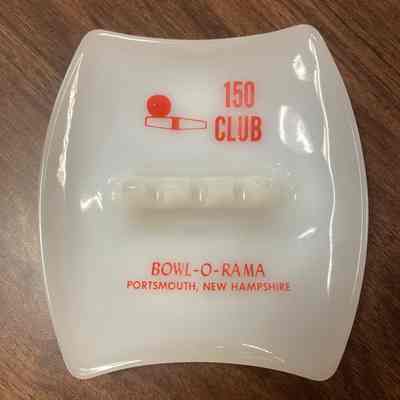 150
CLUB
BOWL-O-RAMA
PORTSMOUTH, NEW HAMPSHIRE